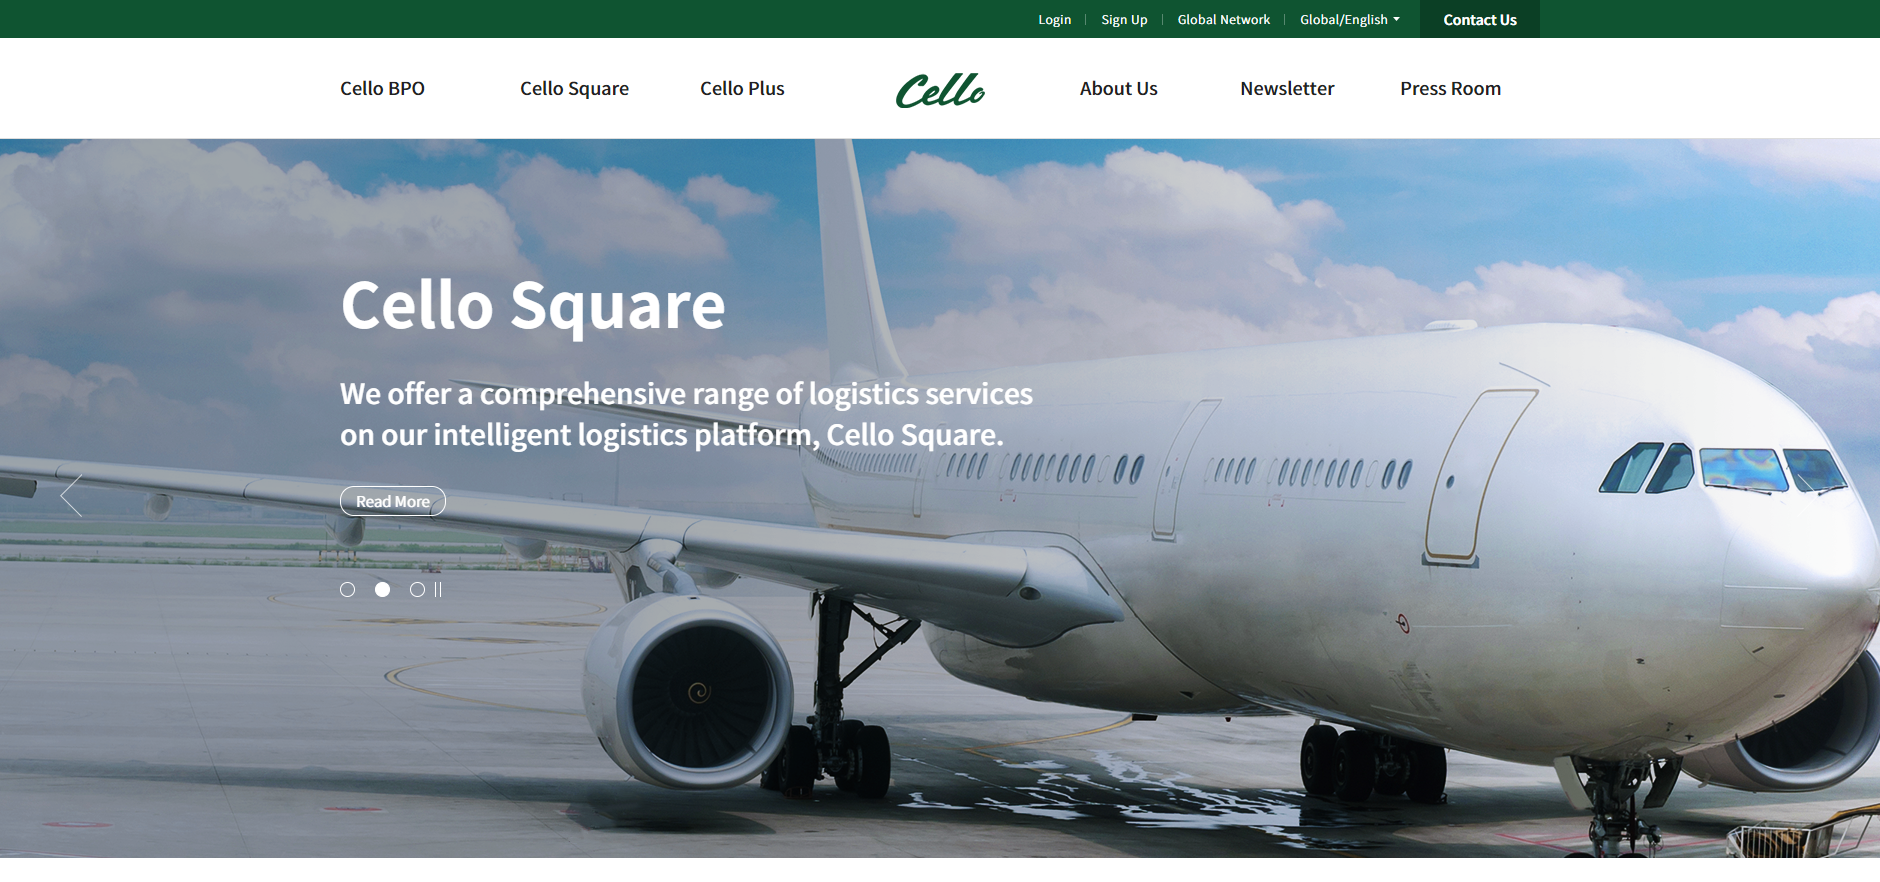 Login
Sign Up
Global Network
Global/English
Contact Us
Cello BPO
Cello Square
Cello Plus
Cello
About Us
Newsletter
Press Room
Cello Square
We offer a comprehensive range of logistics services
on our intelligent logistics platform, Cello Square.
Read More